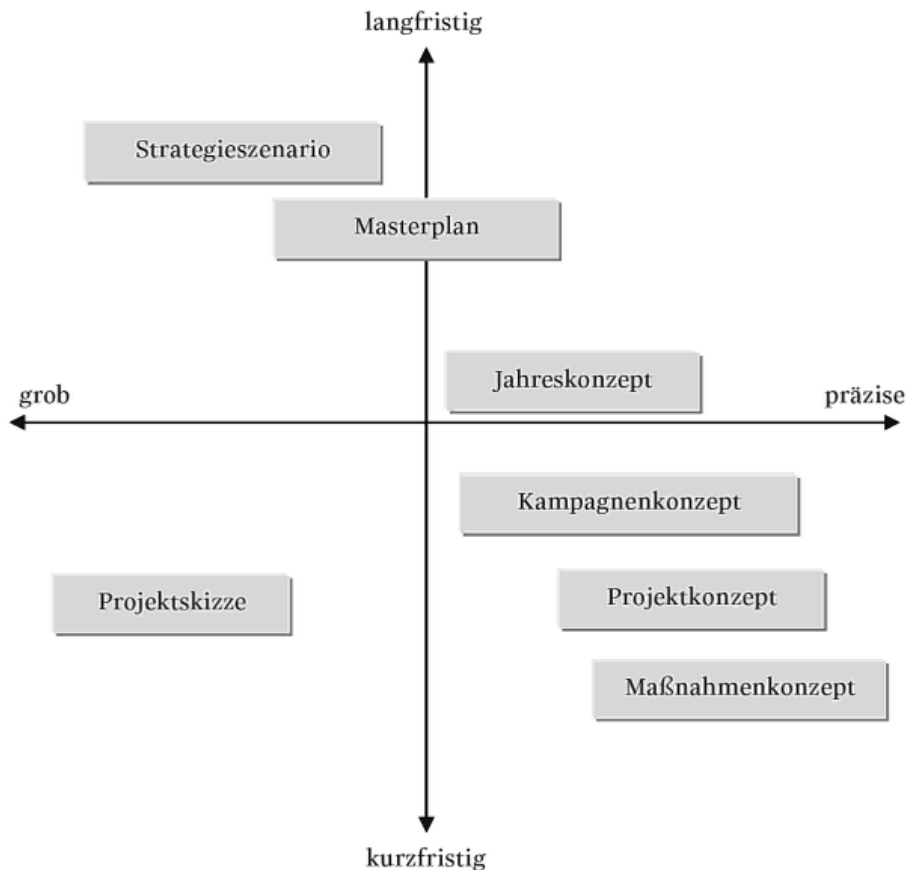 langfristig
Strategieszenario
Masterplan
Jahreskonzept
grob
präzise
Kampagnenkonzept
Projektskizze
Projektkonzept
Maßnahmenkonzept
kurzfristig